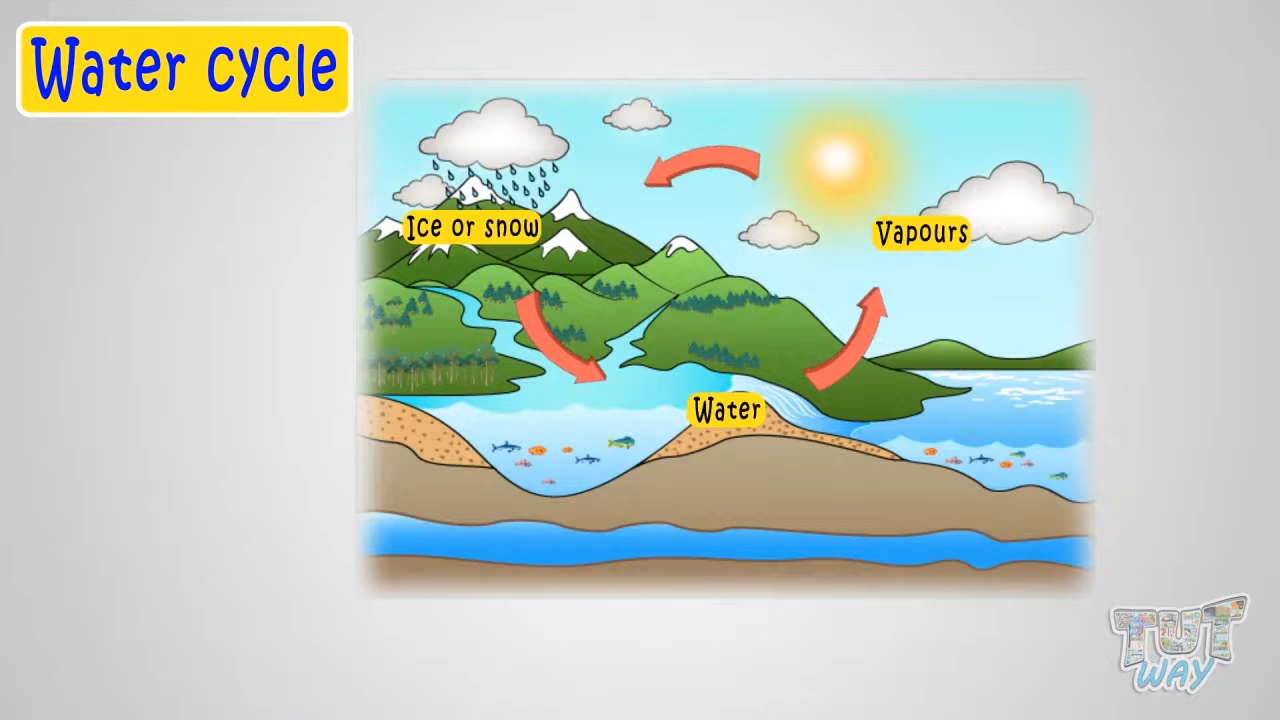 Water cycle
Ice or snow
Vapours
Water
TUT
WAY